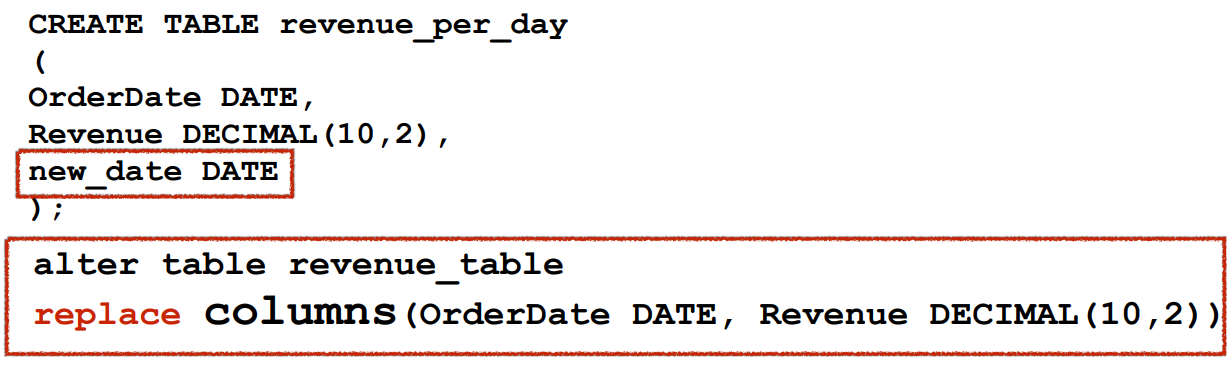 CREATE TABLE revenue_per_day
(
OrderDate DATE,
Revenue DECIMAL(10,2),
new_date DATE
);
alter table revenue_table
replace columns(OrderDate DATE, Revenue DECIMAL(10,2))